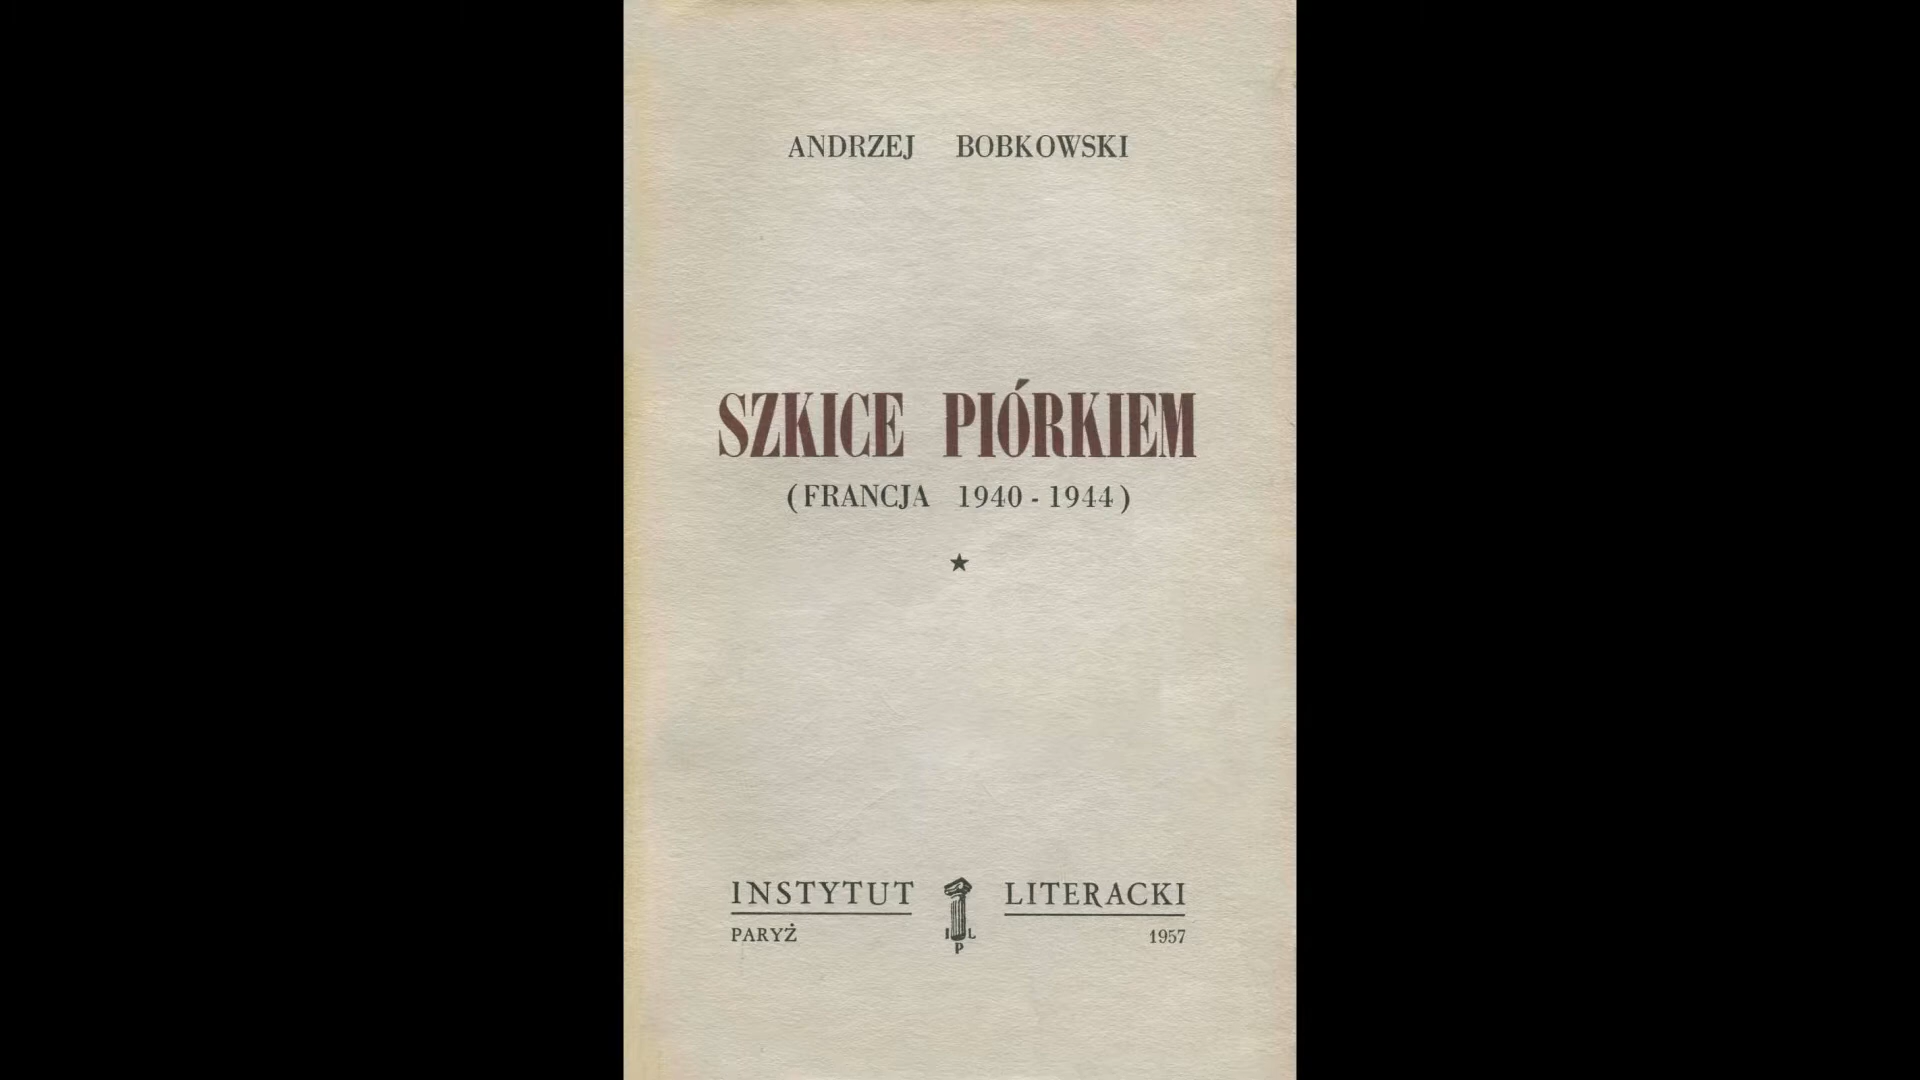 ANDRZEJ BOBKOWSKI
SZKICE PIÓRKIEM
(FRANCJA 1940 - 1944)
INSTYTUT LITERACKI
PARYŻ 1957
I L
P